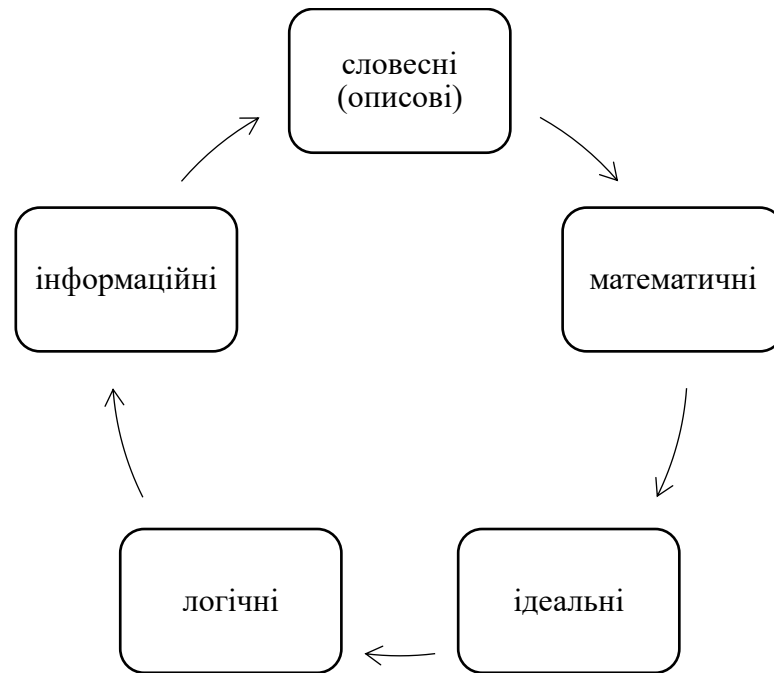 словесні
(описові)
інформаційні
математичні
логічні
ідеальні